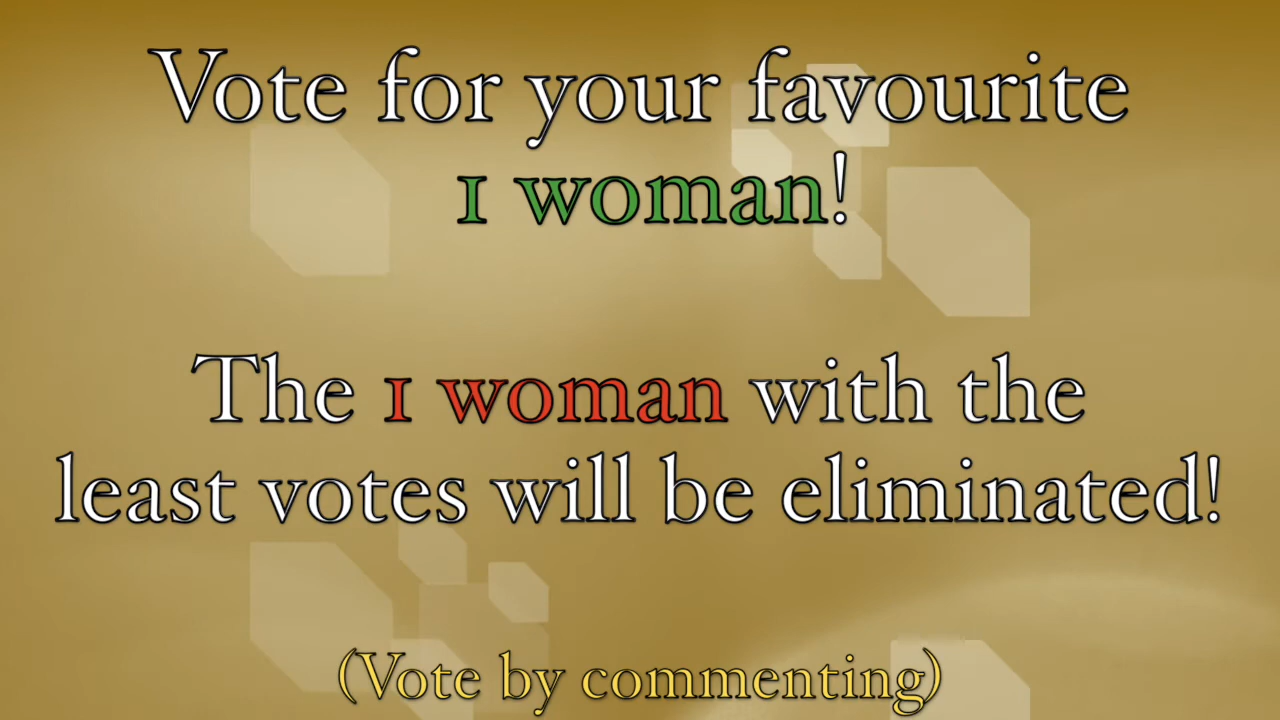 Vote for your favourite
1 woman!
The 1 woman with the
least votes will be eliminated!
(Vote by commenting)